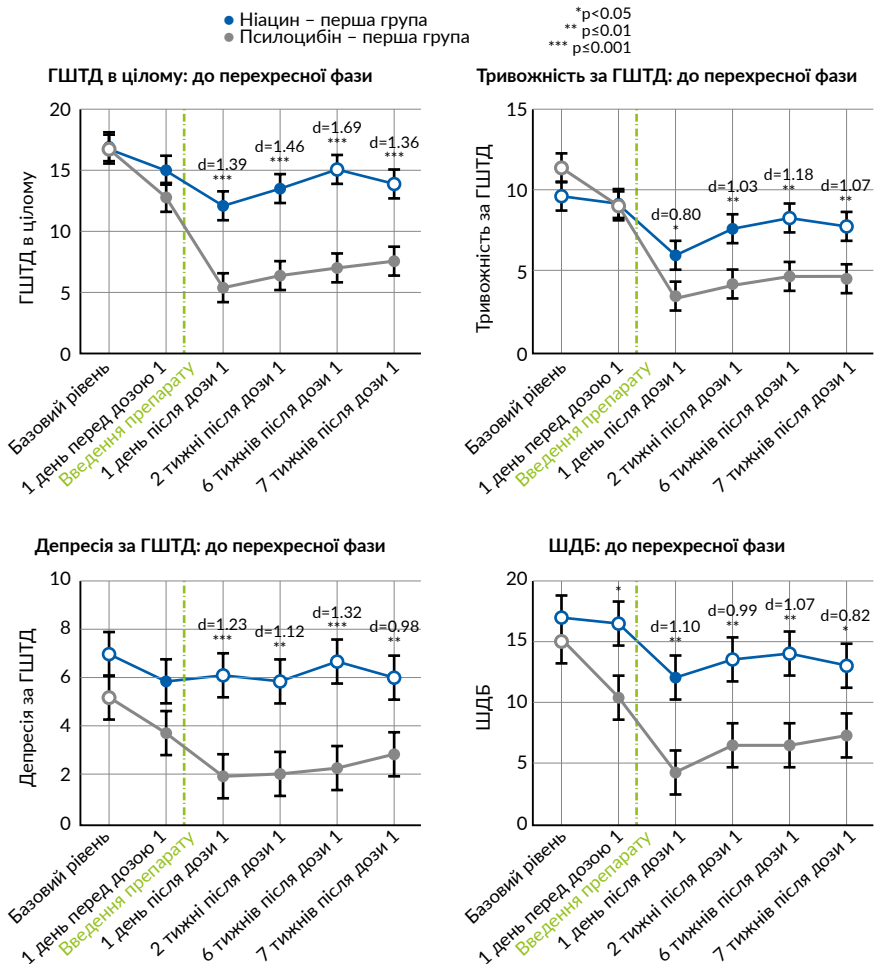 Ніацин – перша група
Псилоцибін – перша група
*p<0.05
** p≤0.01
*** p≤0.001
ГШТД в цілому: до перехресної фази
ГШТД в цілому
20
15
10
5
0
d=1.39
***
d=1.46
***
d=1.69
***
d=1.36
***
Базовий рівень
1 день перед дозою 1
Введення препарату
1 день після дози 1
2 тижні після дози 1
6 тижнів після дози 1
7 тижнів після дози 1
Тривожність за ГШТД: до перехресної фази
Тривожність за ГШТД
15
10
5
0
d=0.80
*
d=1.03
**
d=1.18
**
d=1.07
**
Базовий рівень
1 день перед дозою 1
Введення препарату
1 день після дози 1
2 тижні після дози 1
6 тижнів після дози 1
7 тижнів після дози 1
Депресія за ГШТД: до перехресної фази
Депресія за ГШТД
10
8
6
4
2
0
d=1.23
***
d=1.12
**
d=1.32
***
d=0.98
**
Базовий рівень
1 день перед дозою 1
Введення препарату
1 день після дози 1
2 тижні після дози 1
6 тижнів після дози 1
7 тижнів після дози 1
ШДБ: до перехресної фази
ШДБ
20
15
10
5
0
*
d=1.10
**
d=0.99
**
d=1.07
**
d=0.82
*
Базовий рівень
1 день перед дозою 1
Введення препарату
1 день після дози 1
2 тижні після дози 1
6 тижнів після дози 1
7 тижнів після дози 1